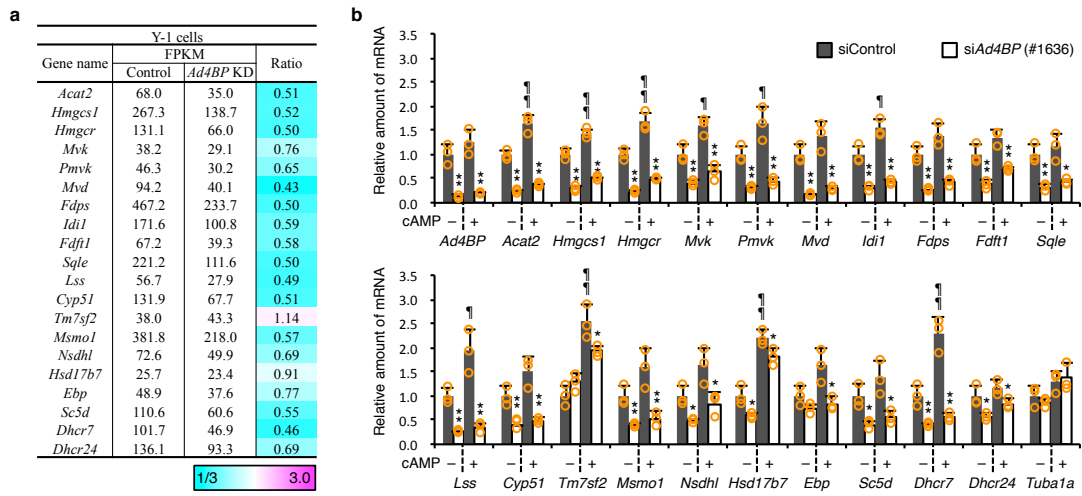 a
Y-1 cells
Gene name FPKM Ratio
Control Ad4BP KD
Acat2 68.0 35.0 0.51
Hmgcs1 267.3 138.7 0.52
Hmgcr 131.1 66.0 0.50
Mvk 38.2 29.1 0.76
Pmvk 46.3 30.2 0.65
Mvd 94.2 40.1 0.43
Fdps 467.2 233.7 0.50
Idi1 171.6 100.8 0.59
Fdft1 67.2 39.3 0.58
Sqle 221.2 111.6 0.50
Lss 56.7 27.9 0.49
Cyp51 131.9 67.7 0.51
Tm7sf2 38.0 43.3 1.14
Msmo1 381.8 218.0 0.57
Nsdhl 72.6 49.9 0.69
Hsd17b7 25.7 23.4 0.91
Ebp 48.9 37.6 0.77
Sc5d 110.6 60.6 0.55
Dhcr7 101.7 46.9 0.46
Dhcr24 136.1 93.3 0.69
1/3 3.0
b
siControl siAd4BP (#1636)
Relative amount of mRNA
3.5
3.0
2.5
2.0
1.5
1.0
0.5
0.0
¶ ¶ ¶ ¶ ¶ ¶ ¶ ¶ ¶ ¶
** ** ** ** ** ** ** ** ** ** ** ** ** ** ** ** ** ** ** ** * *
cAMP − + − + − + − + − + − + − + − + − + − + − +
Ad4BP Acat2 Hmgcs1 Hmgcr Mvk Pmvk Mvd Idi1 Fdps Fdft1 Sqle
Relative amount of mRNA
3.5
3.0
2.5
2.0
1.5
1.0
0.5
0.0
cAMP − + − + − + − + − + − + − + − + − + − + − +
Lss Cyp51 Tm7sf2 Msmo1 Nsdhl Hsd17b7 Ebp Sc5d Dhcr7 Dhcr24 Tuba1a